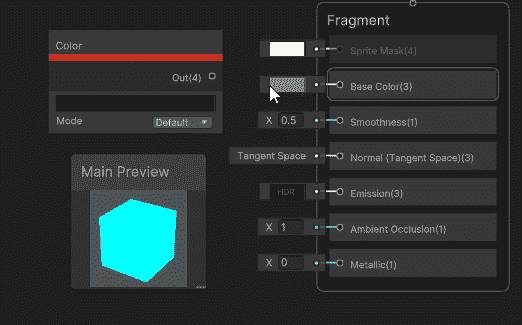 Fragment
Color
Out(4)
Mode
Default
Main Preview
Sprite Mask(4)
Base Color(3)
X 0.5
Smoothness(1)
Tangent Space
Normal (Tangent Space)(3)
HDR
Emission(3)
X 1
Ambient Occlusion(1)
X 0
Metallic(1)